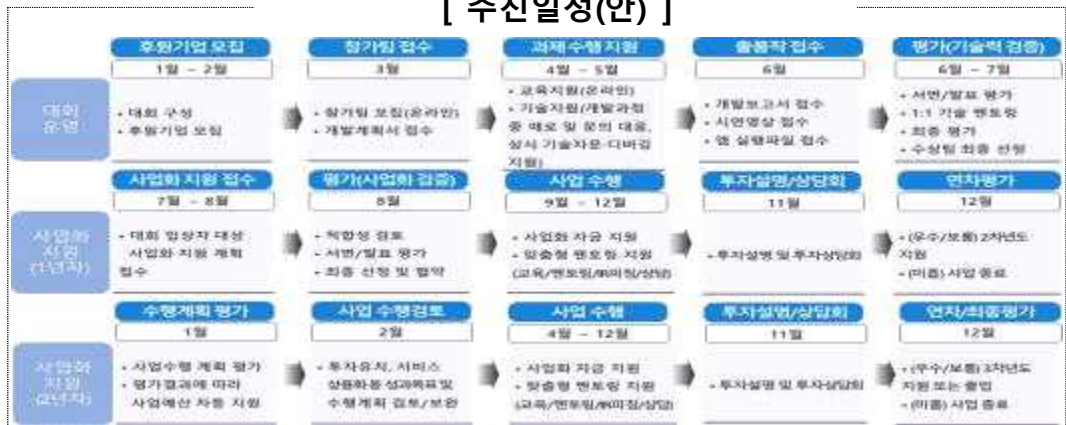 [ 추진일정(안) ]
후원기업 모집
참가팀 접수
과제 수행 지원
출품작 접수
평가(기술력 검증)
1월 ~ 2월
3월
4월 ~ 5월
6월
6월 ~ 7월
대회
운영
• 대회 구성
• 후원기업 모집
• 참가팀 모집(온라인)
• 개발계획서 접수
• 교육지원(온라인)
• 기술지원(개발과정
중 애로 및 문의 대응,
상시 기술자문·디버깅
지원)
• 개발보고서 접수
• 시연영상 접수
• 앱 실행파일 접수
• 서면/발표 평가
• 1:1 기술 멘토링
• 최종 평가
• 수상팀 최종 선정
사업화 지원 접수
평가(사업화 검증)
사업 수행
투자설명/상담회
연차평가
7월 ~ 8월
8월
9월 ~ 12월
11월
12월
사업화
지원
(1년차)
• 대회 입상자 대상
사업화 지원 계획
접수
• 적합성 검토
• 서면/발표 평가
• 최종 선정 및 협약
• 사업화 자금 지원
• 맞춤형 멘토링 지원
(교육/멘토링/IR피칭/상담)
• 투자설명 및 투자상담회
• (우수/보통) 2차년도
지원
• (미흡) 사업 종료
수행계획 평가
사업 수행검토
사업 수행
투자설명/상담회
연차/최종평가
1월
2월
4월 ~ 12월
11월
12월
사업화
지원
(2년차)
• 사업수행 계획 평가
• 평가결과에 따라
사업예산 차등 지원
• 투자유치, 서비스
상용화 등 성과목표 및
수행계획 검토/보완
• 사업화 자금 지원
• 맞춤형 멘토링 지원
(교육/멘토링/IR피칭/상담)
• 투자설명 및 투자상담회
• (우수/보통) 3차년도
지원 또는 졸업
• (미흡) 사업 종료